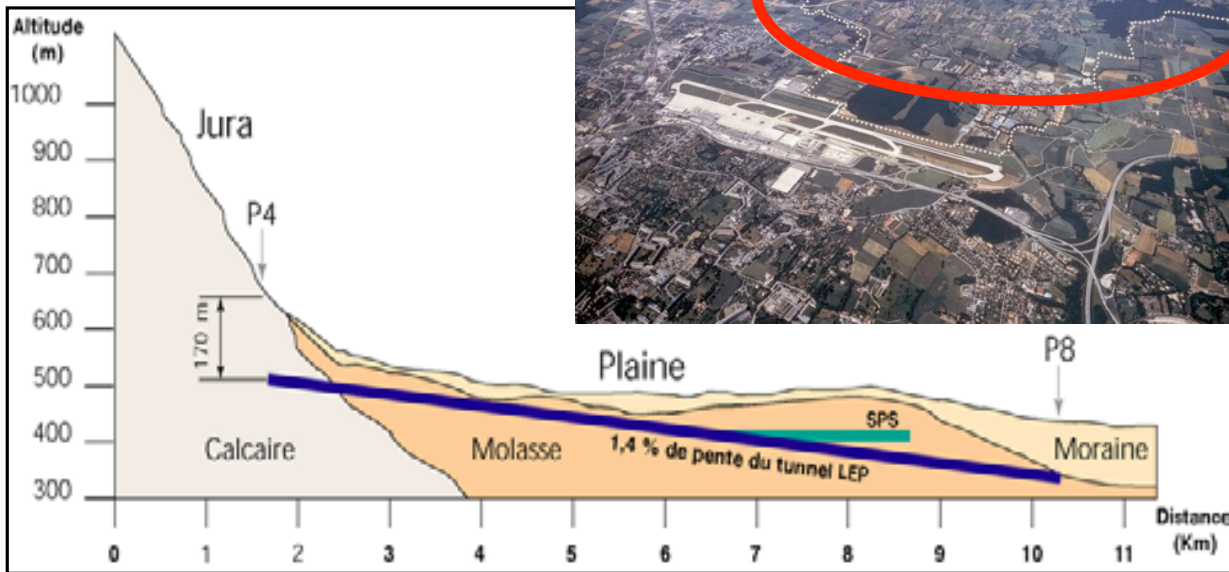 Altitude
(m)
1000
900
800
700
600
500
400
300
Jura
P4
170 m
Plaine
P8
SPS
1,4 % de pente du tunnel LEP
Calcaire
Molasse
Moraine
Distance
(Km)
0 1 2 3 4 5 6 7 8 9 10 11